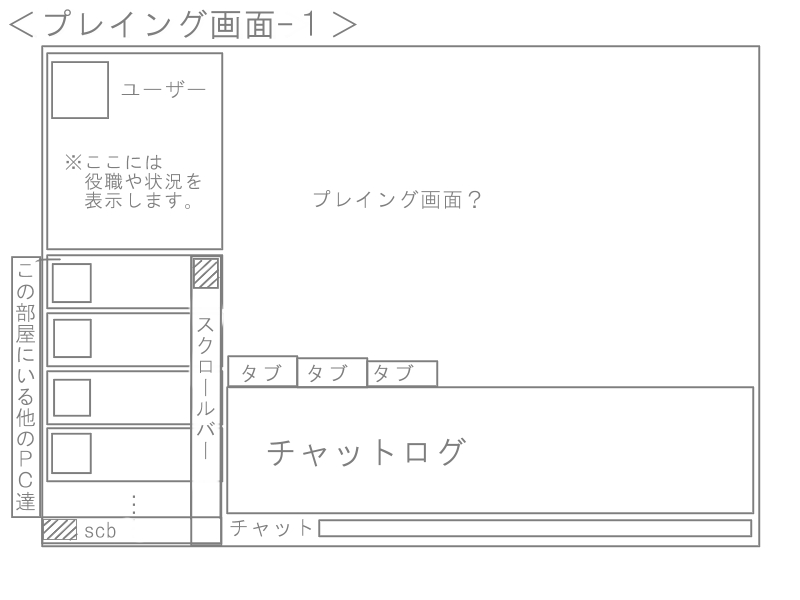 ＜プレイング画面-１＞
ユーザー
※ここには
役職や状況を
表示します。
プレイング画面？
この部屋にいる他のＰＣ達
スクロールバー
タブ
タブ
タブ
チャットログ
…
scb
チャット